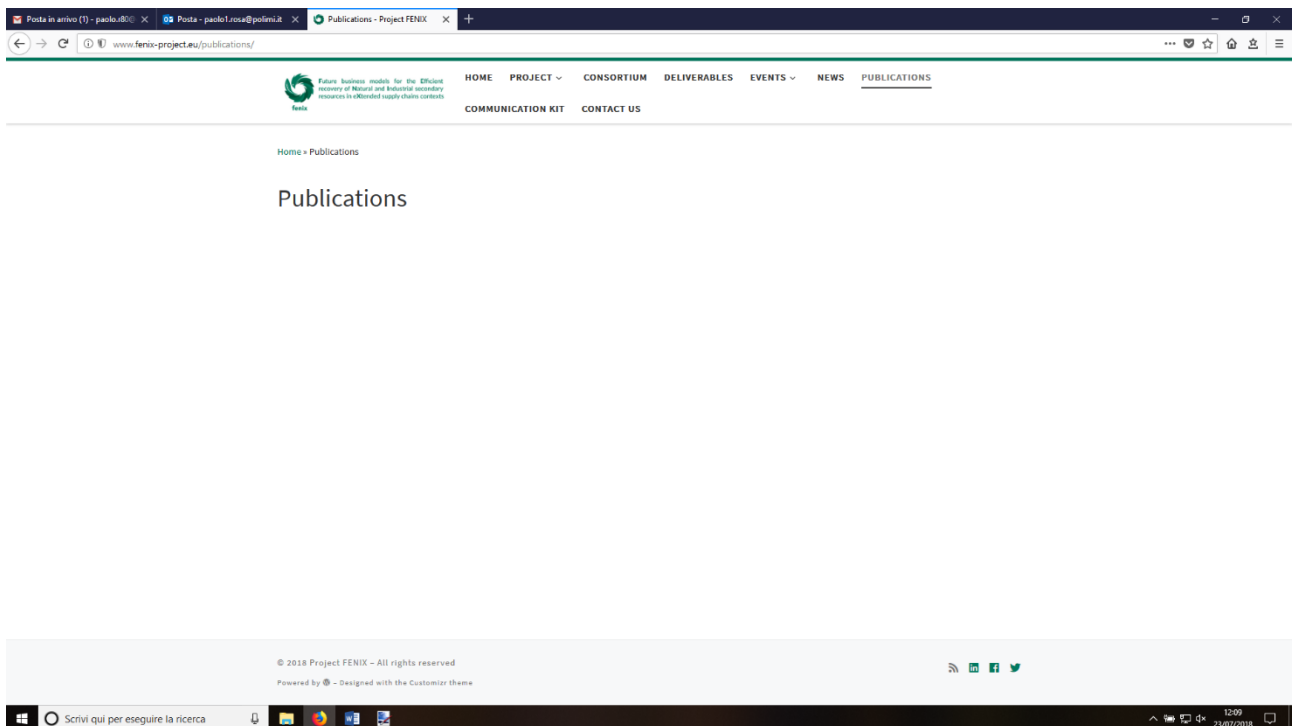 Posta in arrivo (1) - paolo.r80@
Posta - paolo1.rosa@polimi.it
Publications - Project FENIX
www.fenix-project.eu/publications/
fenix
Future business models for the Efficient
recovery of Natural and Industrial secondary
resources in eXtended supply chains contexts
HOME PROJECT CONSORTIUM DELIVERABLES EVENTS NEWS PUBLICATIONS
COMMUNICATION KIT CONTACT US
Home » Publications
Publications
© 2018 Project FENIX – All rights reserved
Powered by – Designed with the Customizr theme
Scrivi qui per eseguire la ricerca
12:09
23/07/2018